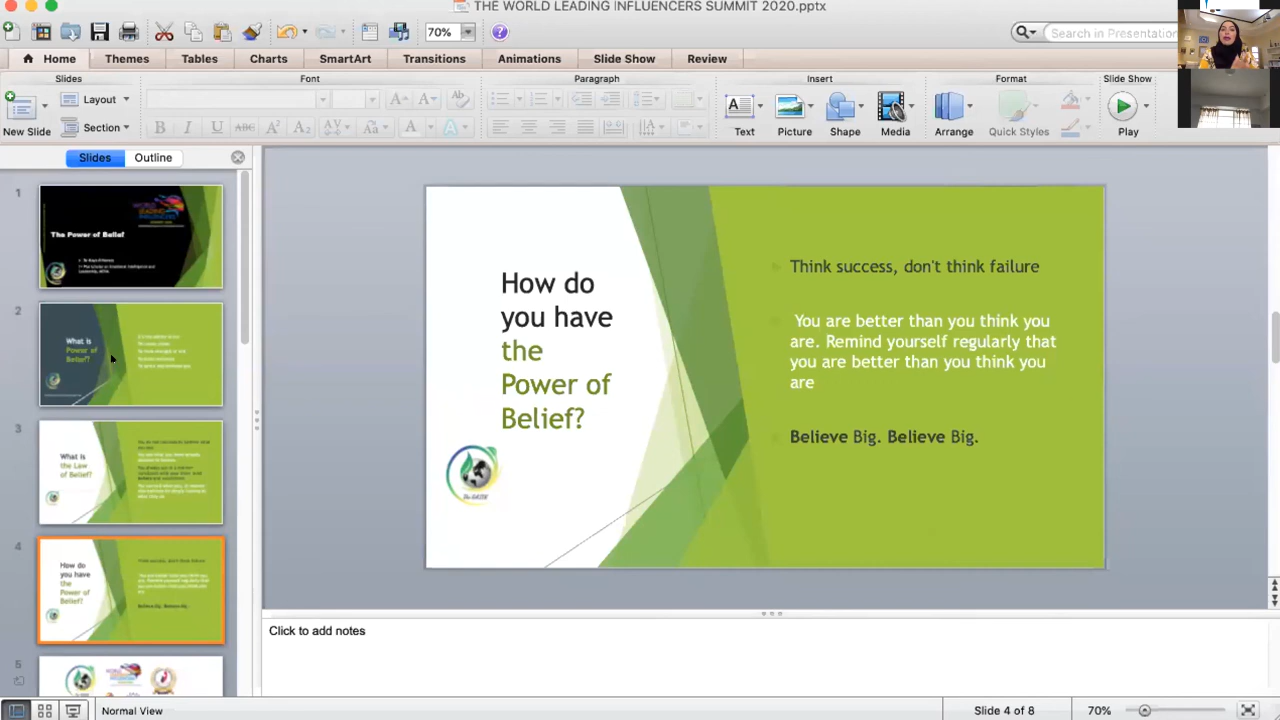 THE WORLD LEADING INFLUENCERS SUMMIT 2020.pptx
70%
Search in Presentation
Home
Themes
Tables
Charts
SmartArt
Transitions
Animations
Slide Show
Review
Slides
Font
Paragraph
Insert
Format
Slide Show
New Slide
Layout
Section
Text
Picture
Shape
Media
Arrange
Quick Styles
Play
Slides
Outline
1
The Power of Belief
2
What is
Power of
Belief?
3
What is
the Law
of Belief?
4
How do
you have
the
Power of
Belief?
5
How do
you have
the
Power of
Belief?
Think success, don't think failure
You are better than you think you
are. Remind yourself regularly that
you are better than you think you
are
Believe Big. Believe Big.
Click to add notes
Normal View
Slide 4 of 8
70%